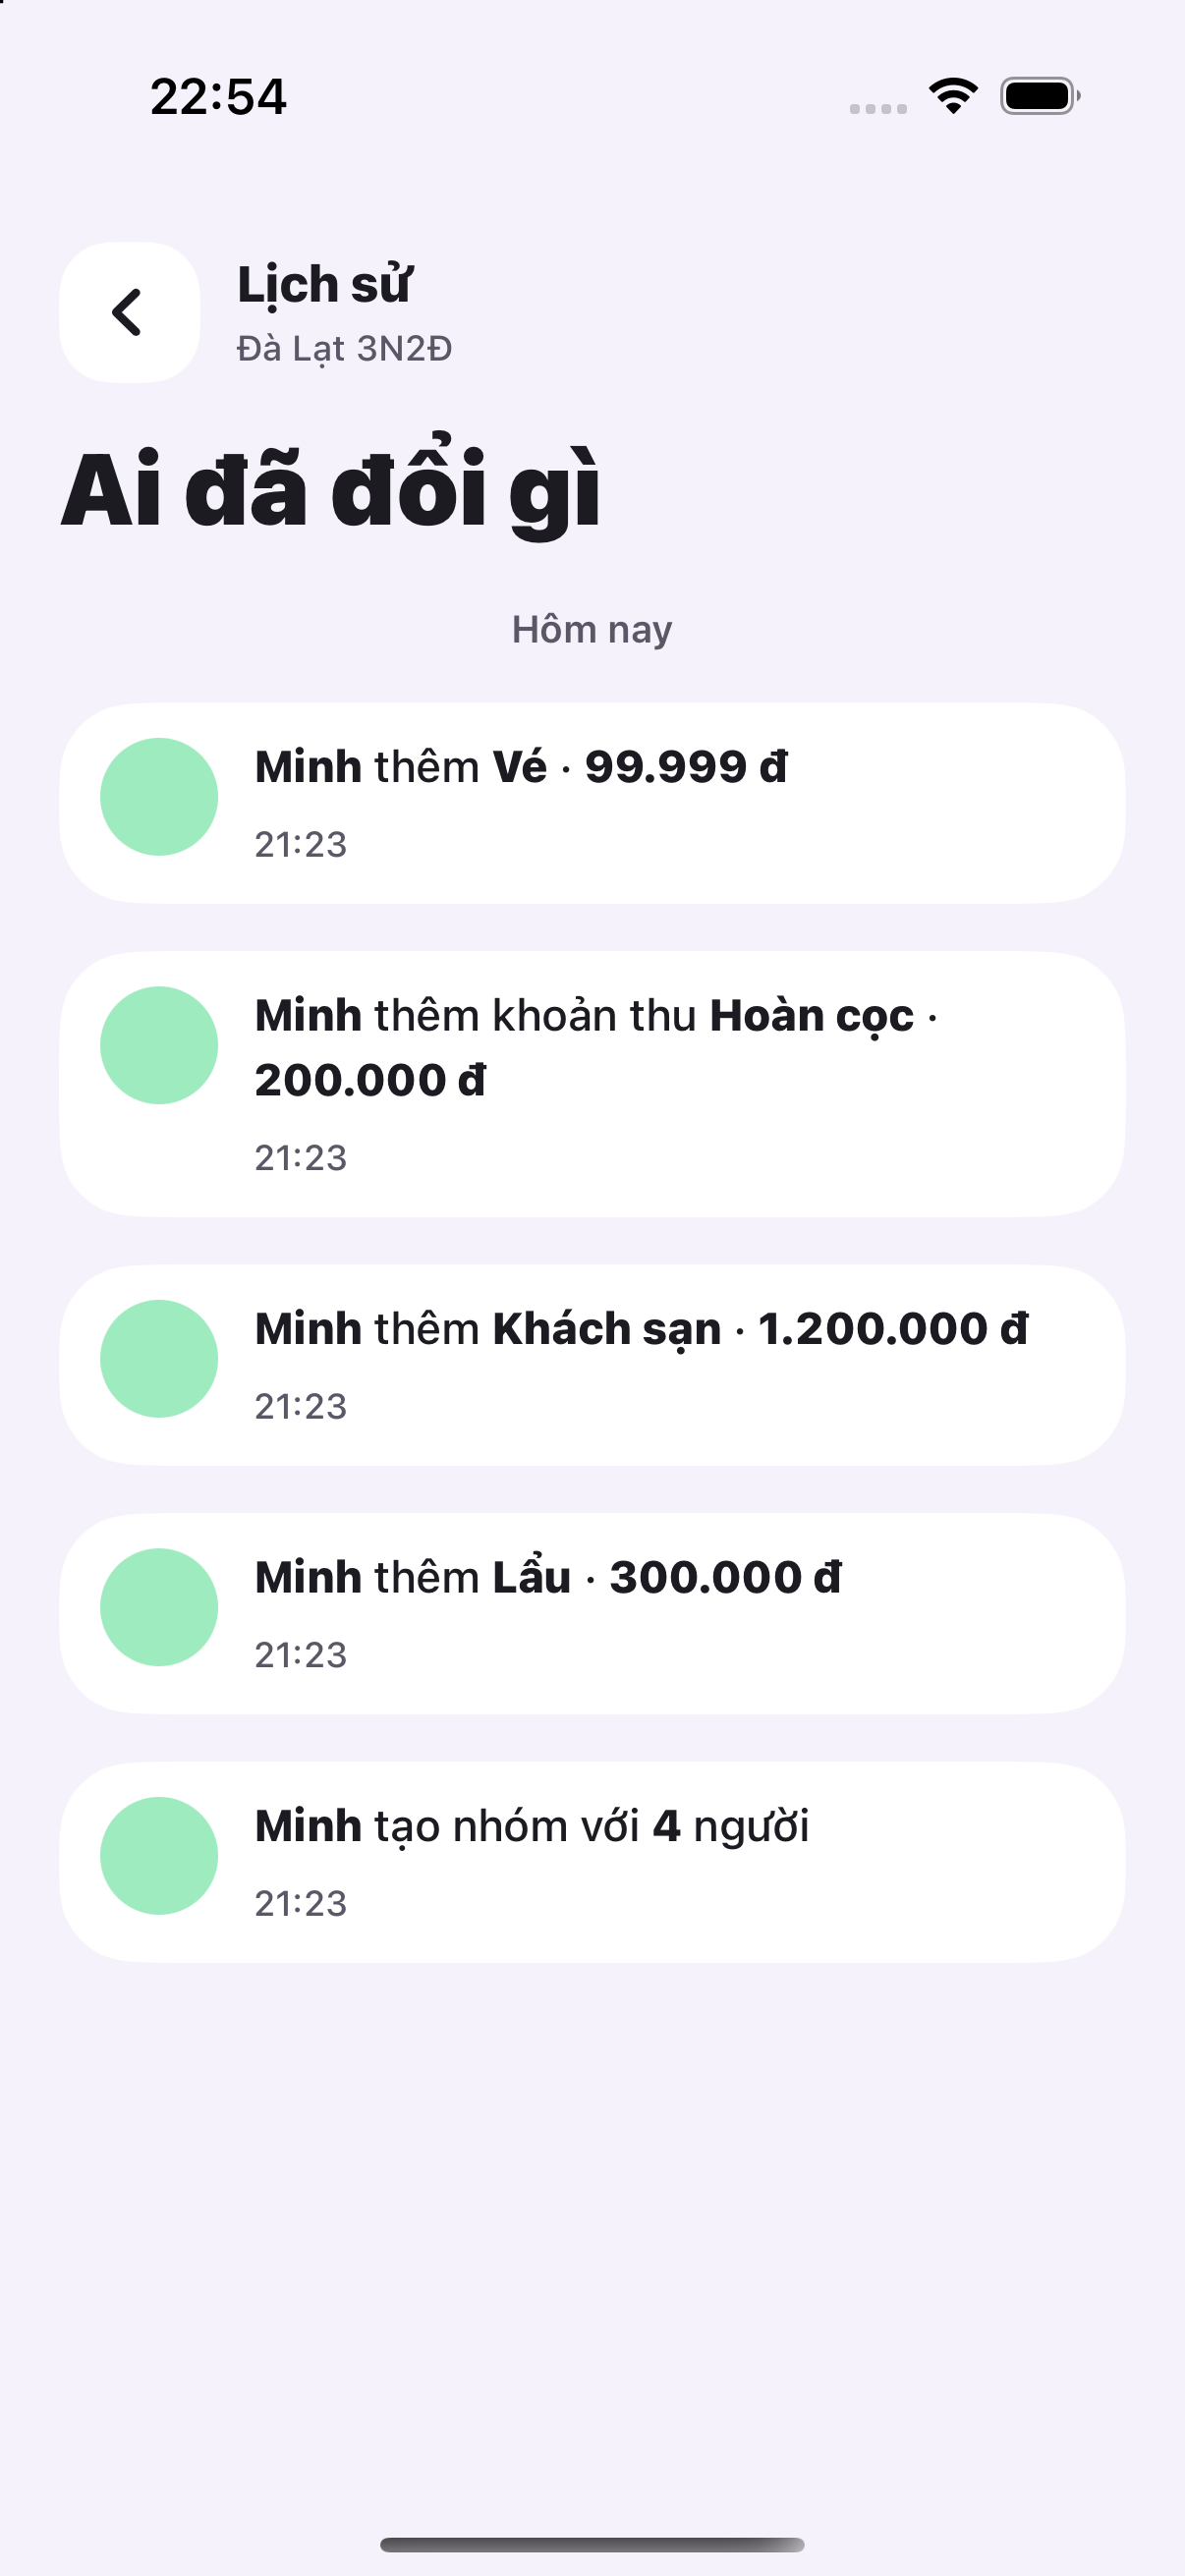 22:54
Lịch sử
Đà Lạt 3N2Đ
Ai đã đổi gì
Hôm nay
Minh thêm Vé · 99.999 đ
21:23
Minh thêm khoản thu Hoàn cọc ·
200.000 đ
21:23
Minh thêm Khách sạn · 1.200.000 đ
21:23
Minh thêm Lẩu · 300.000 đ
21:23
Minh tạo nhóm với 4 người
21:23